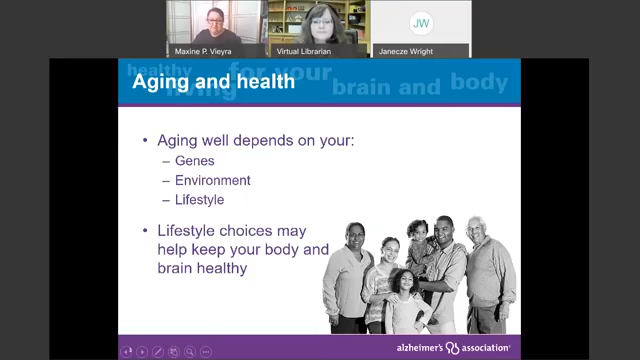 JW
Maxine P. Vieyra
Virtual Librarian
Janecze Wright
healthy living for your brain and body
Aging and health
• Aging well depends on your:
– Genes
– Environment
– Lifestyle
• Lifestyle choices may
help keep your body and
brain healthy
alzheimer's association®